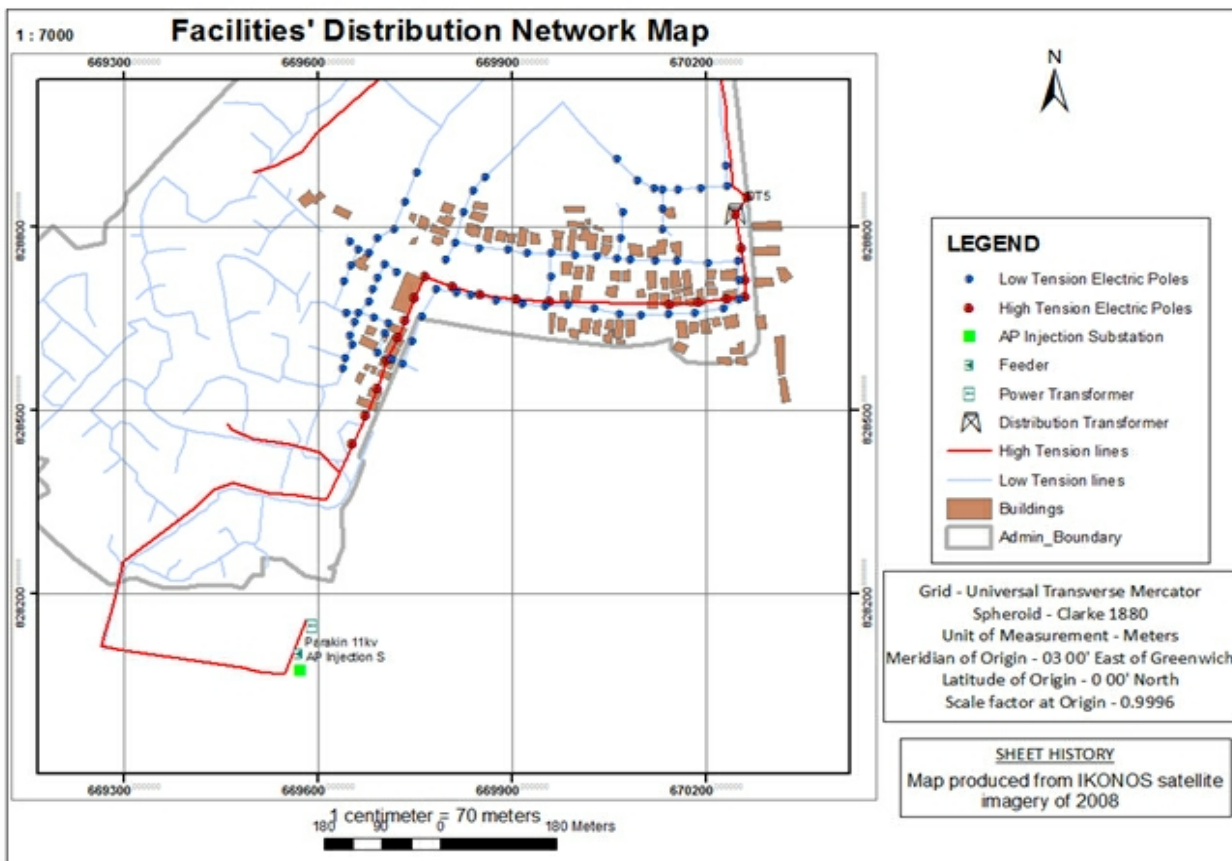 1 : 7000
Facilities' Distribution Network Map
669300 669600 669900 670200
N
DT5
828800 828800
828500 828500
828200 828200
Parakin 11kv
AP Injection S
669300 669600 669900 670200
1 centimeter = 70 meters
180 90 0 180 Meters
LEGEND
Low Tension Electric Poles
High Tension Electric Poles
AP Injection Substation
Feeder
Power Transformer
Distribution Transformer
High Tension lines
Low Tension lines
Buildings
Admin_Boundary
Grid - Universal Transverse Mercator
Spheroid - Clarke 1880
Unit of Measurement - Meters
Meridian of Origin - 03 00' East of Greenwich
Latitude of Origin - 0 00' North
Scale factor at Origin - 0.9996
SHEET HISTORY
Map produced from IKONOS satellite
imagery of 2008